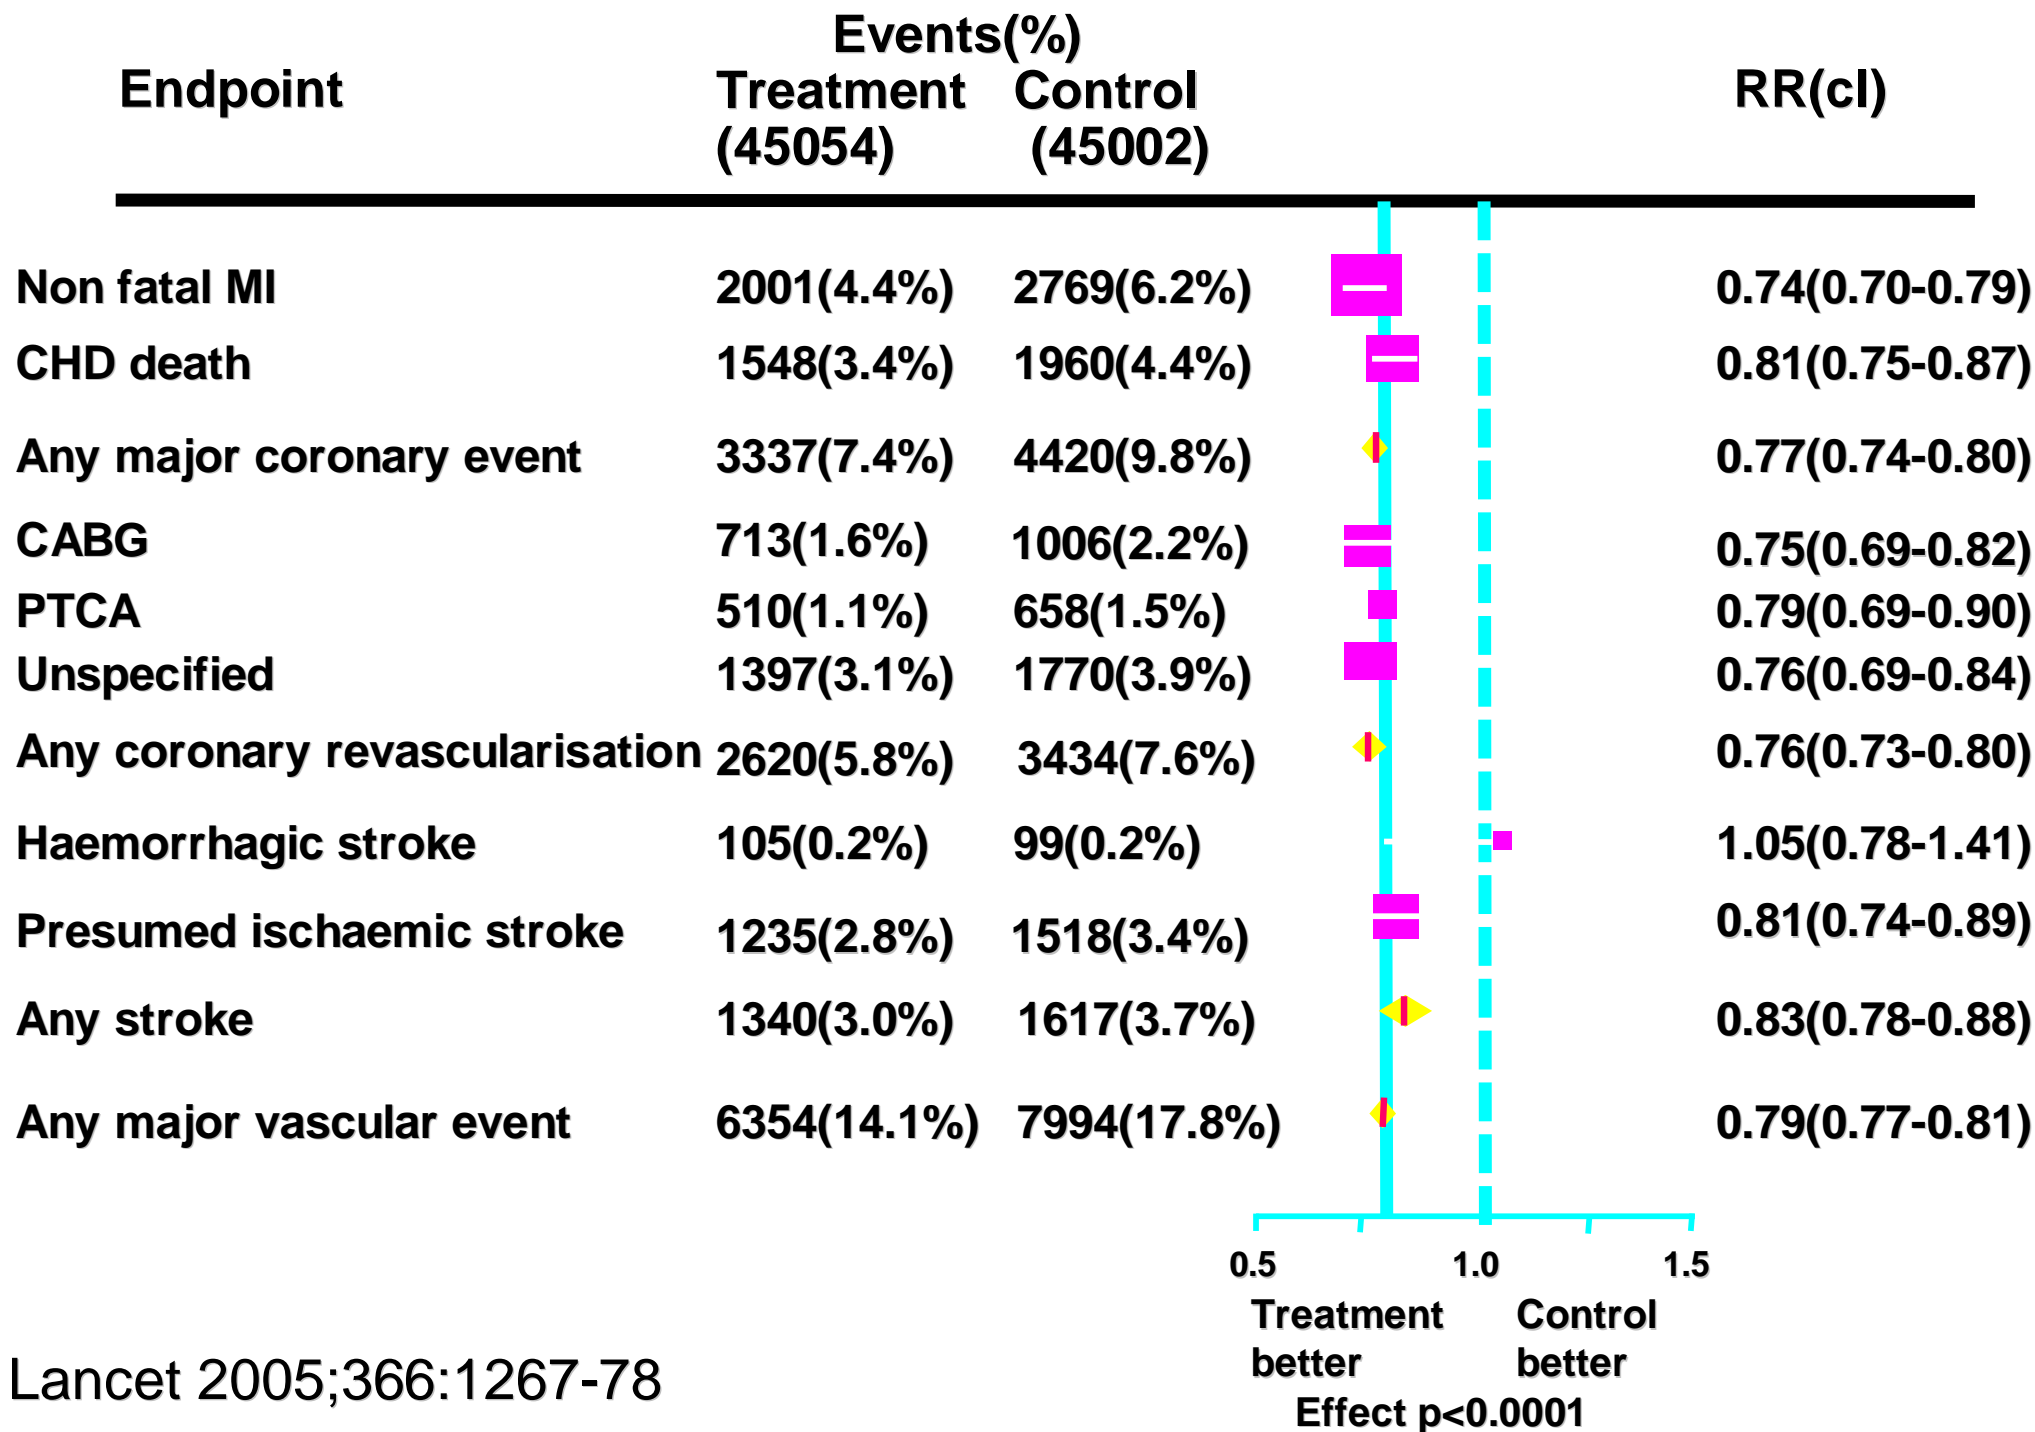 Events(%)
Endpoint Treatment Control RR(cI)
(45054) (45002)
Non fatal MI 2001(4.4%) 2769(6.2%) 0.74(0.70-0.79)
CHD death 1548(3.4%) 1960(4.4%) 0.81(0.75-0.87)
Any major coronary event 3337(7.4%) 4420(9.8%) 0.77(0.74-0.80)
CABG 713(1.6%) 1006(2.2%) 0.75(0.69-0.82)
PTCA 510(1.1%) 658(1.5%) 0.79(0.69-0.90)
Unspecified 1397(3.1%) 1770(3.9%) 0.76(0.69-0.84)
Any coronary revascularisation 2620(5.8%) 3434(7.6%) 0.76(0.73-0.80)
Haemorrhagic stroke 105(0.2%) 99(0.2%) 1.05(0.78-1.41)
Presumed ischaemic stroke 1235(2.8%) 1518(3.4%) 0.81(0.74-0.89)
Any stroke 1340(3.0%) 1617(3.7%) 0.83(0.78-0.88)
Any major vascular event 6354(14.1%) 7994(17.8%) 0.79(0.77-0.81)
0.5 1.0 1.5
Treatment Control
better better
Effect p<0.0001
Lancet 2005;366:1267-78